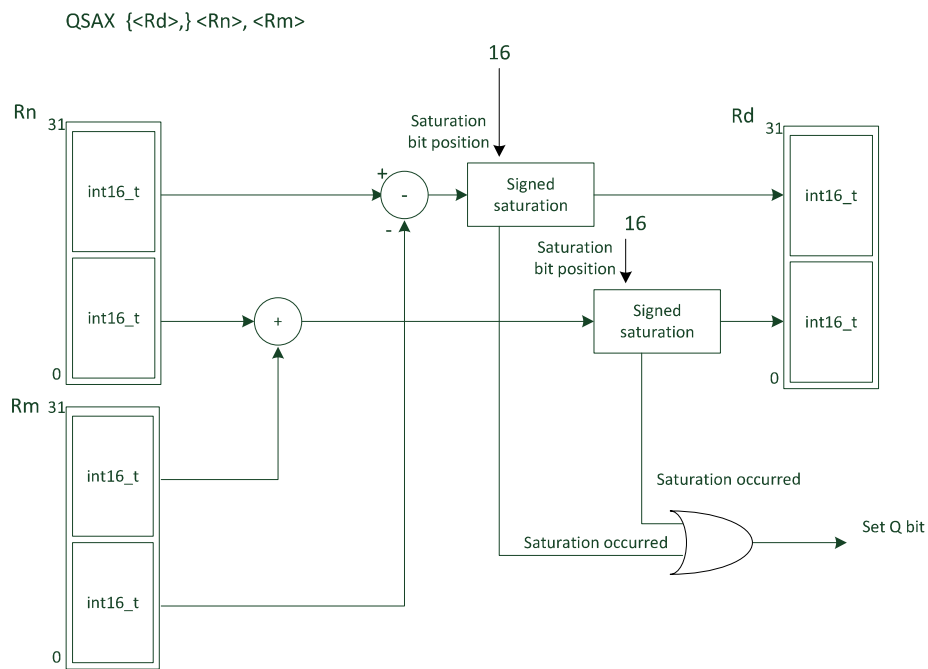 QSAX {<Rd>,} <Rn>, <Rm>
16
Rn
31
Saturation
bit position
Rd
31
int16_t
+
-
-
Signed
saturation
int16_t
16
Saturation
bit position
int16_t
+
Signed
saturation
int16_t
0
0
Rm
31
int16_t
Saturation occurred
Set Q bit
Saturation occurred
int16_t
0